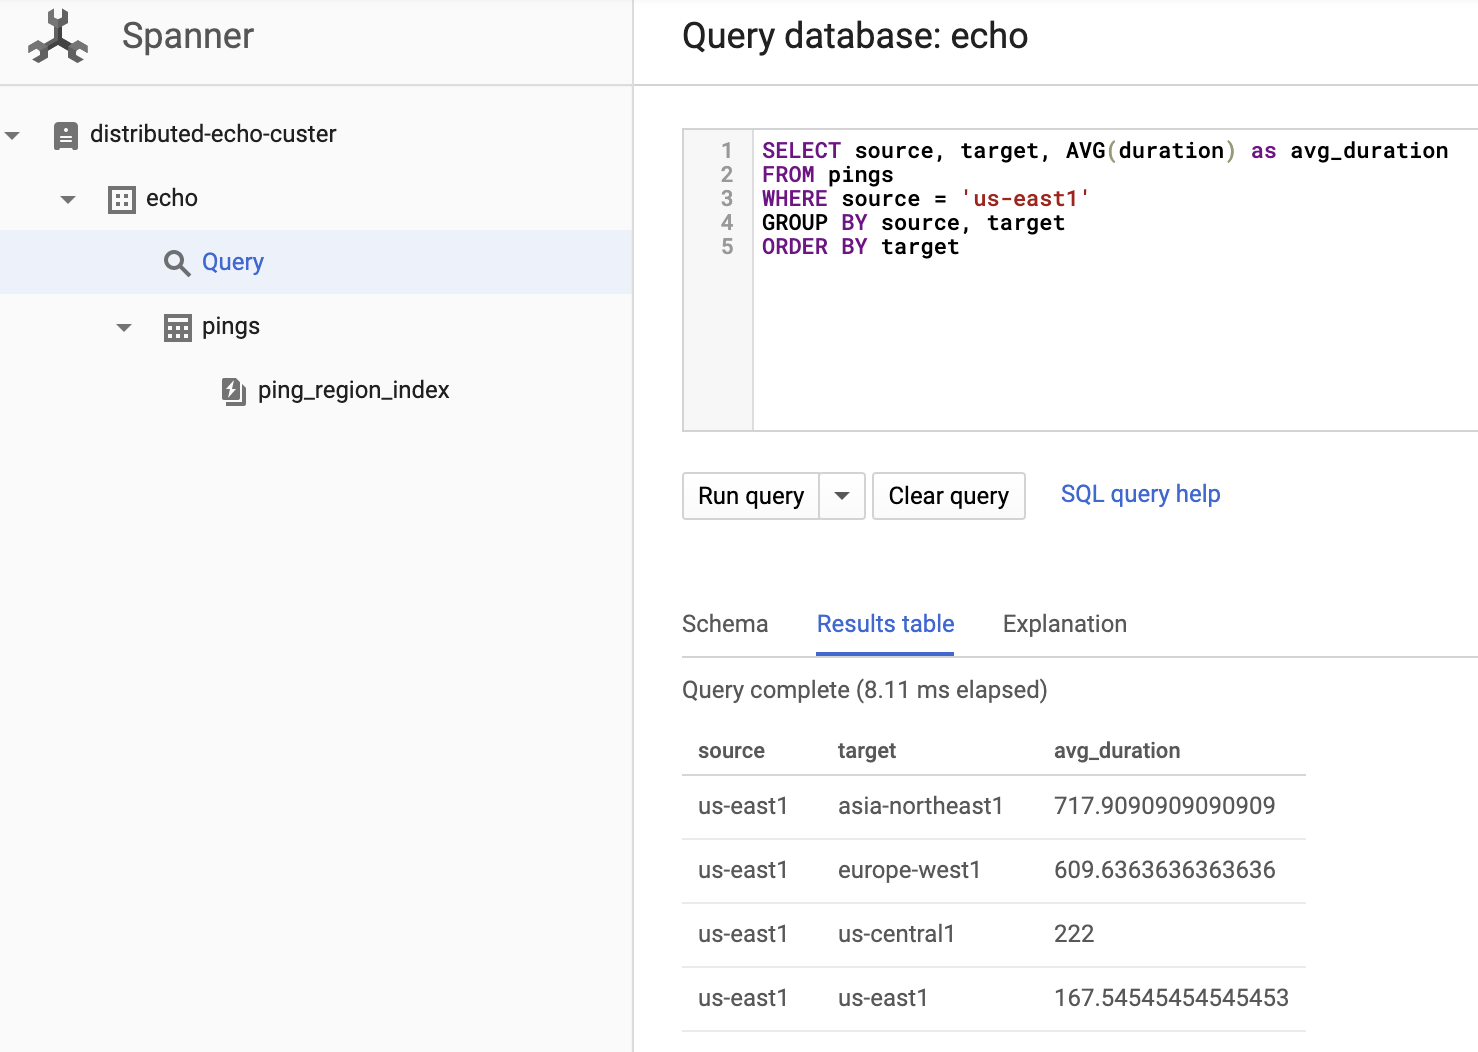 Spanner
distributed-echo-custer
echo
Query
pings
ping_region_index
Query database: echo
1 SELECT source, target, AVG(duration) as avg_duration
2 FROM pings
3 WHERE source = 'us-east1'
4 GROUP BY source, target
5 ORDER BY target
Run query Clear query SQL query help
Schema Results table Explanation
Query complete (8.11 ms elapsed)
source target avg_duration
us-east1 asia-northeast1 717.9090909090909
us-east1 europe-west1 609.6363636363636
us-east1 us-central1 222
us-east1 us-east1 167.54545454545453